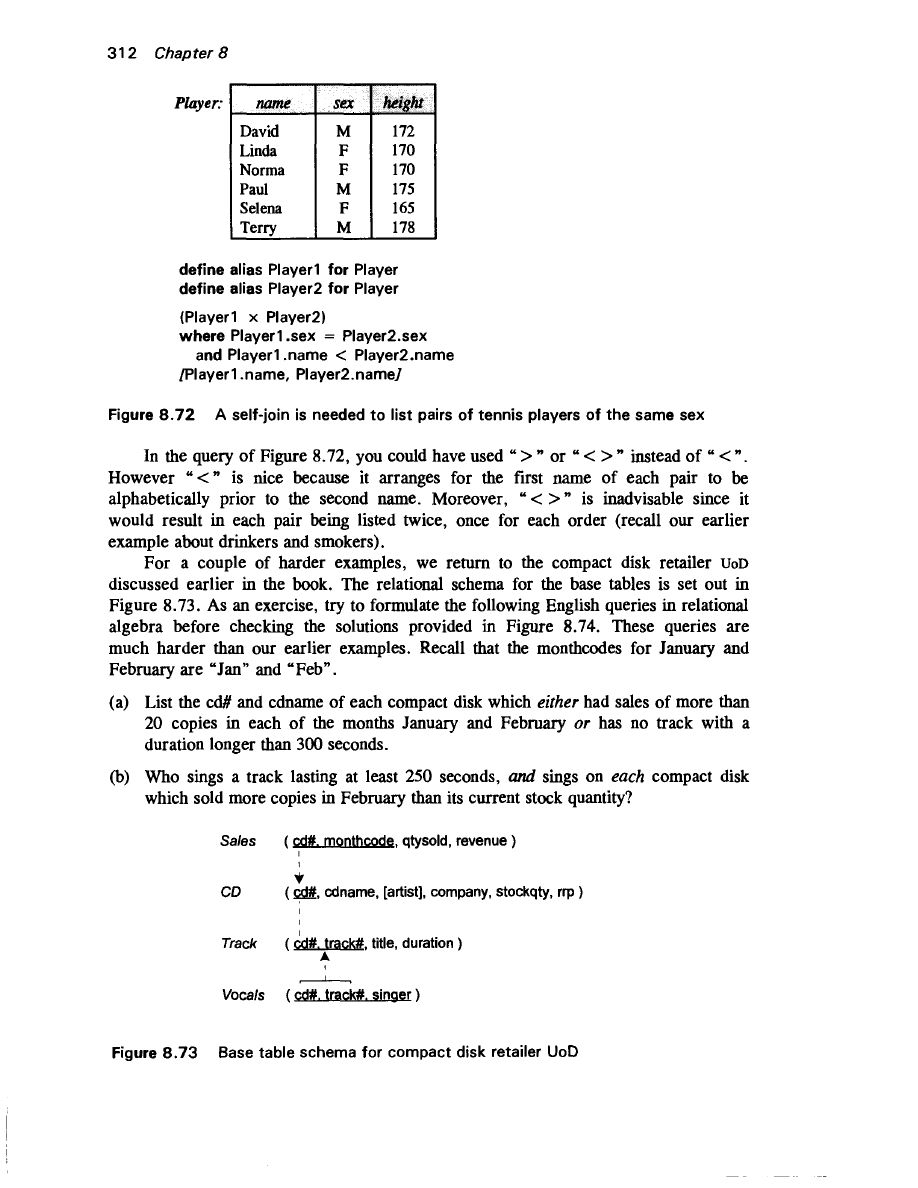 312 Chapter 8
Player: name sex height
David M 172
Linda F 170
Norma F 170
Paul M 175
Selena F 165
Terry M 178
define alias Player1 for Player
define alias Player2 for Player
(Player1 x Player2)
where Player1.sex = Player2.sex
and Player1.name < Player2.name
[Player1.name, Player2.name]
Figure 8.72 A self-join is needed to list pairs of tennis players of the same sex
In the query of Figure 8.72, you could have used “ > ” or “ < > ” instead of “ < ”.
However “ < ” is nice because it arranges for the first name of each pair to be
alphabetically prior to the second name. Moreover, “ < > ” is inadvisable since it
would result in each pair being listed twice, once for each order (recall our earlier
example about drinkers and smokers).
For a couple of harder examples, we return to the compact disk retailer UoD
discussed earlier in the book. The relational schema for the base tables is set out in
Figure 8.73. As an exercise, try to formulate the following English queries in relational
algebra before checking the solutions provided in Figure 8.74. These queries are
much harder than our earlier examples. Recall that the monthcodes for January and
February are “Jan” and “Feb”.
(a) List the cd# and cdname of each compact disk which either had sales of more than
20 copies in each of the months January and February or has no track with a
duration longer than 300 seconds.
(b) Who sings a track lasting at least 250 seconds, and sings on each compact disk
which sold more copies in February than its current stock quantity?
Sales ( cd#, monthcode, qtysold, revenue )
CD ( cd#, cdname, [artist], company, stockqty, rrp )
Track ( cd#, track#, title, duration )
Vocals ( cd#, track#, singer )
Figure 8.73 Base table schema for compact disk retailer UoD